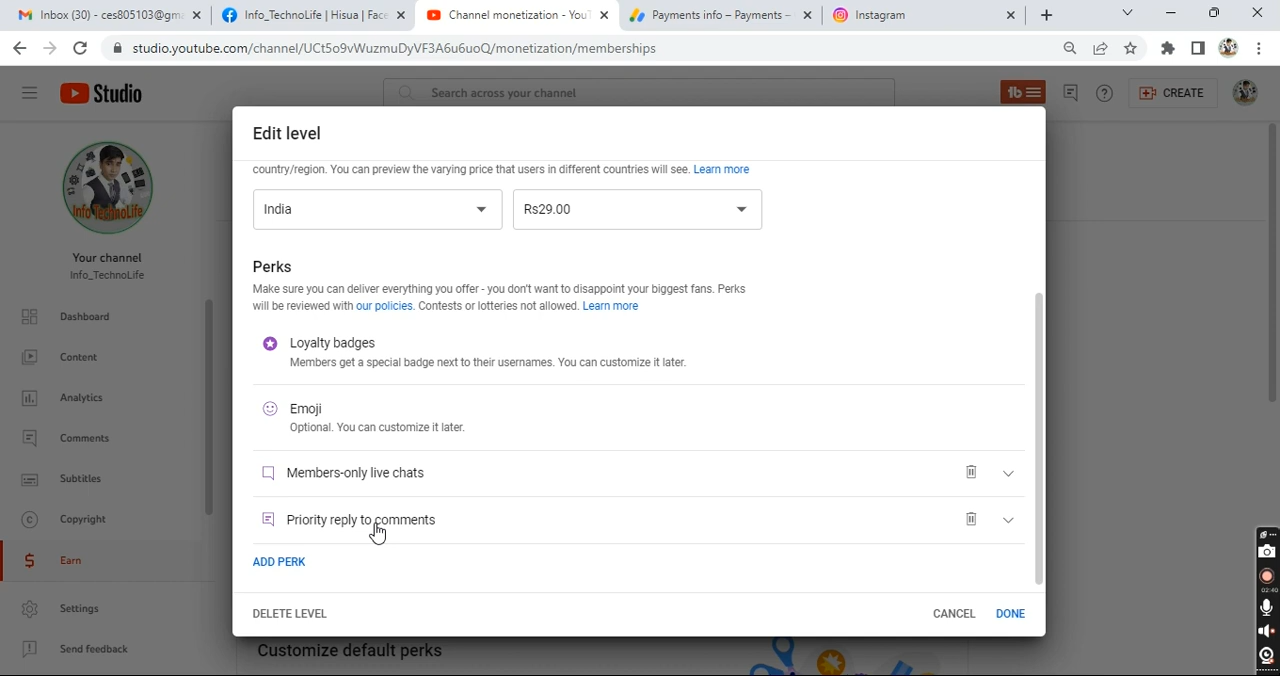 Inbox (30) - ces805103@gma
Info_TechnoLife | Hisua | Face
Channel monetization - YouT
Payments info – Payments –
Instagram
studio.youtube.com/channel/UCt5o9vWuzmuDyVF3A6u6uoQ/monetization/memberships
Studio
Search across your channel
CREATE
Edit level
country/region. You can preview the varying price that users in different countries will see. Learn more
India
Rs29.00
Info TechnoLife
Your channel
Info_TechnoLife
Perks
Make sure you can deliver everything you offer - you don't want to disappoint your biggest fans. Perks
will be reviewed with our policies. Contests or lotteries not allowed. Learn more
Dashboard
Loyalty badges
Members get a special badge next to their usernames. You can customize it later.
Content
Analytics
Emoji
Optional. You can customize it later.
Comments
Members-only live chats
Subtitles
Priority reply to comments
Copyright
ADD PERK
Earn
DELETE LEVEL
CANCEL
DONE
Settings
02:40
Customize default perks
Send feedback